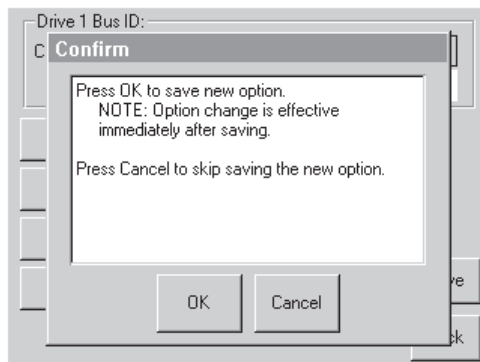 Drive 1 Bus ID:
Confirm
Press OK to save new option.
NOTE: Option change is effective
immediately after saving.
Press Cancel to skip saving the new option.
OK
Cancel